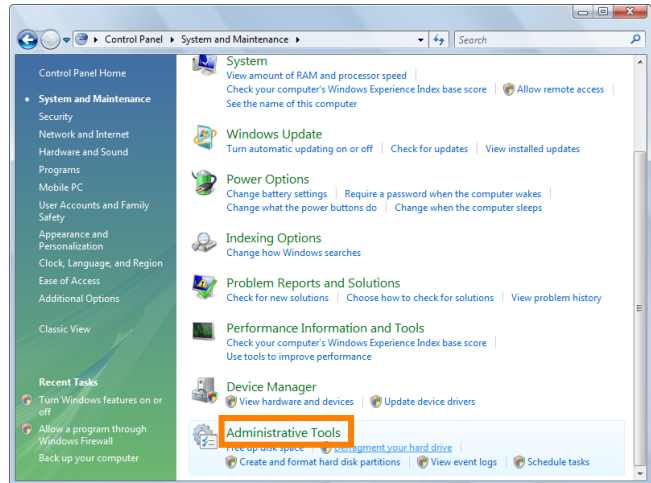 Control Panel ▸ System and Maintenance ▸ Search
Control Panel Home
System and Maintenance
Security
Network and Internet
Hardware and Sound
Programs
Mobile PC
User Accounts and Family
Safety
Appearance and
Personalization
Clock, Language, and Region
Ease of Access
Additional Options
Classic View
Recent Tasks
Turn Windows features on or
off
Allow a program through
Windows Firewall
Back up your computer
System
View amount of RAM and processor speed
Check your computer's Windows Experience Index base score Allow remote access
See the name of this computer
Windows Update
Turn automatic updating on or off Check for updates View installed updates
Power Options
Change battery settings Require a password when the computer wakes
Change what the power buttons do Change when the computer sleeps
Indexing Options
Change how Windows searches
Problem Reports and Solutions
Check for new solutions Choose how to check for solutions View problem history
Performance Information and Tools
Check your computer's Windows Experience Index base score
Use tools to improve performance
Device Manager
View hardware and devices Update device drivers
Administrative Tools
Free up disk space Defragment your hard drive
Create and format hard disk partitions View event logs Schedule tasks